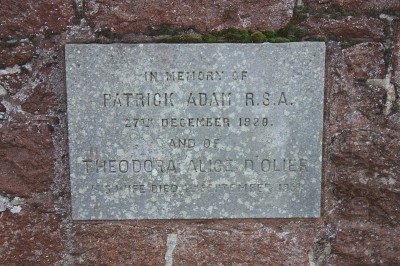 IN MEMORY OF
PATRICK ADAM R.S.A.
27TH DECEMBER 1929.
AND OF
THEODORA ALICE D'OLIER
HIS WIFE DIED SEPTEMBER